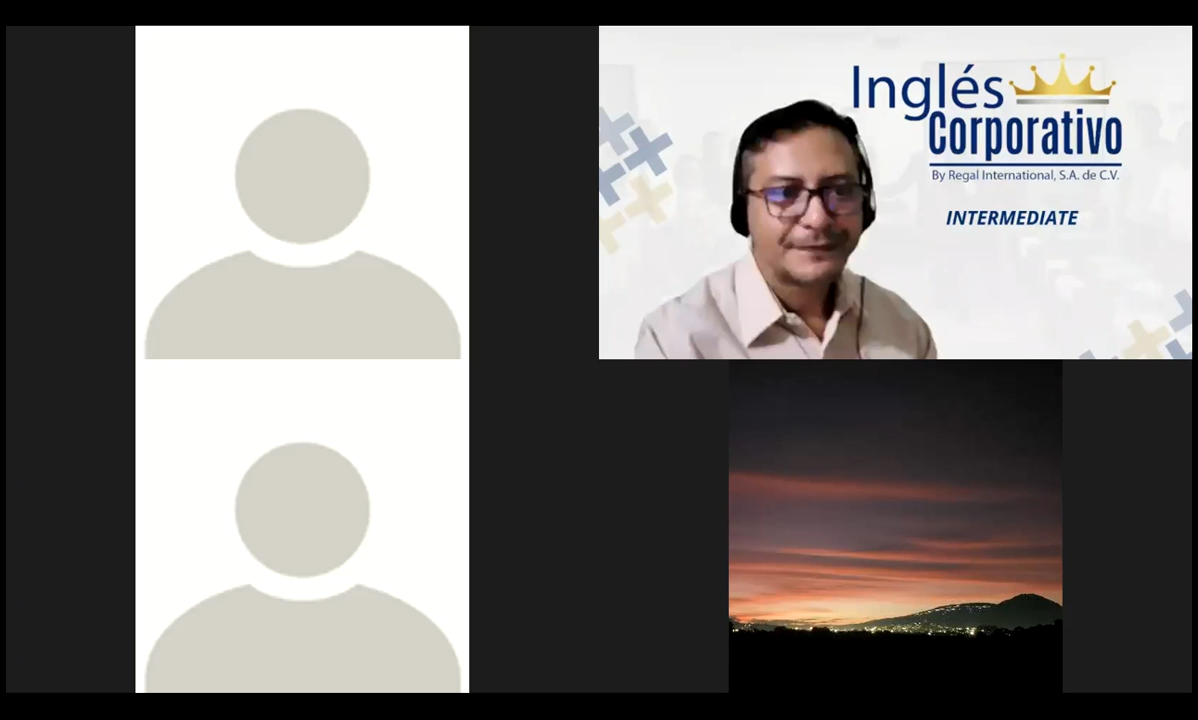 Inglés
Corporativo
By Regal International, S.A. de C.V.
INTERMEDIATE